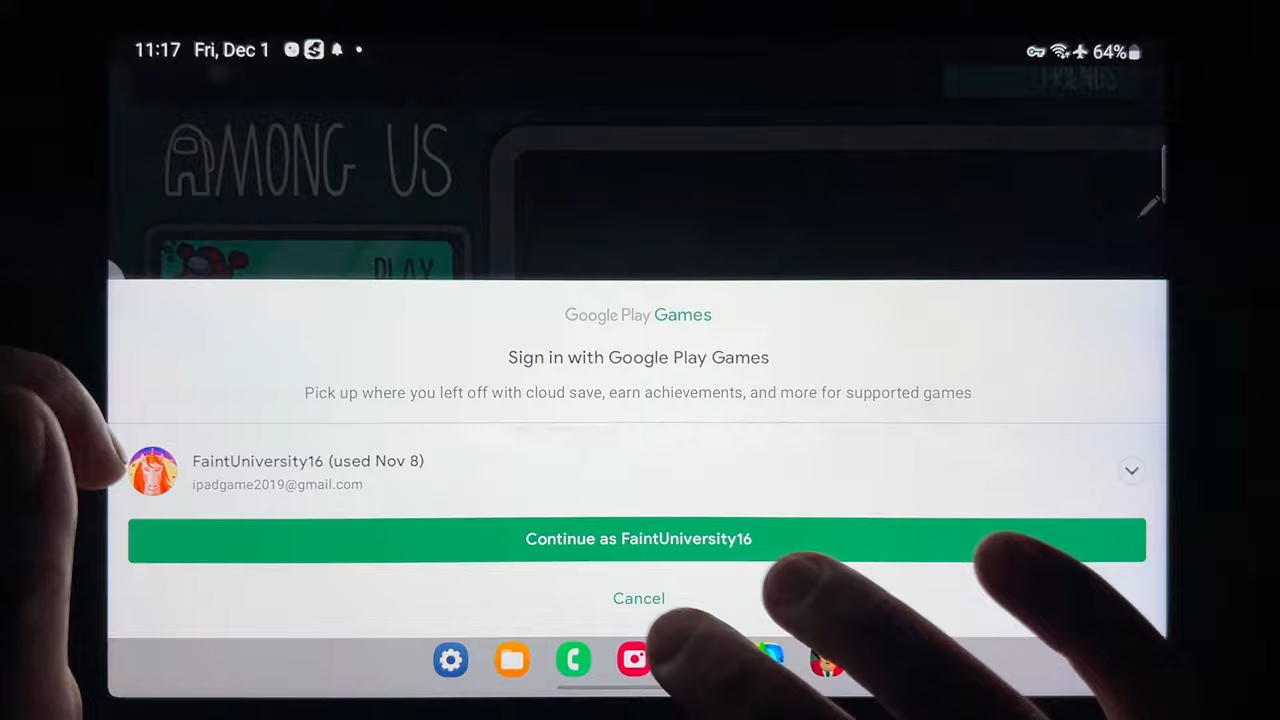 11:17 Fri, Dec 1
64%
FRIENDS
AMONG US
PLAY
Google Play Games
Sign in with Google Play Games
Pick up where you left off with cloud save, earn achievements, and more for supported games
FaintUniversity16 (used Nov 8)
ipadgame2019@gmail.com
Continue as FaintUniversity16
Cancel